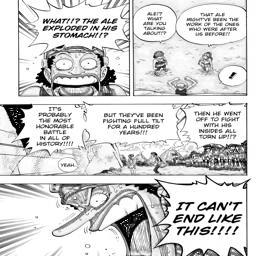 THAT ALE
MIGHT'VE BEEN
THE WORK OF
THE ONES WHO
WERE AFTER
US BEFORE!!
ALE!?
WHAT
ARE YOU
TALKING
ABOUT!?
WHAT!!? THE ALE
EXPLODED IN HIS
STOMACH!!?
THEN HE WENT
OFF TO FIGHT
WITH HIS
INSIDES ALL
TORN UP!!?
BUT THEY'VE BEEN
FIGHTING FULL TILT
FOR A HUNDRED
YEARS!!!
IT'S
PROBABLY
THE MOST
HONORABLE
BATTLE
IN ALL OF
HISTORY!!!!
YEAH.
IT CAN'T
END LIKE
THIS!!!!